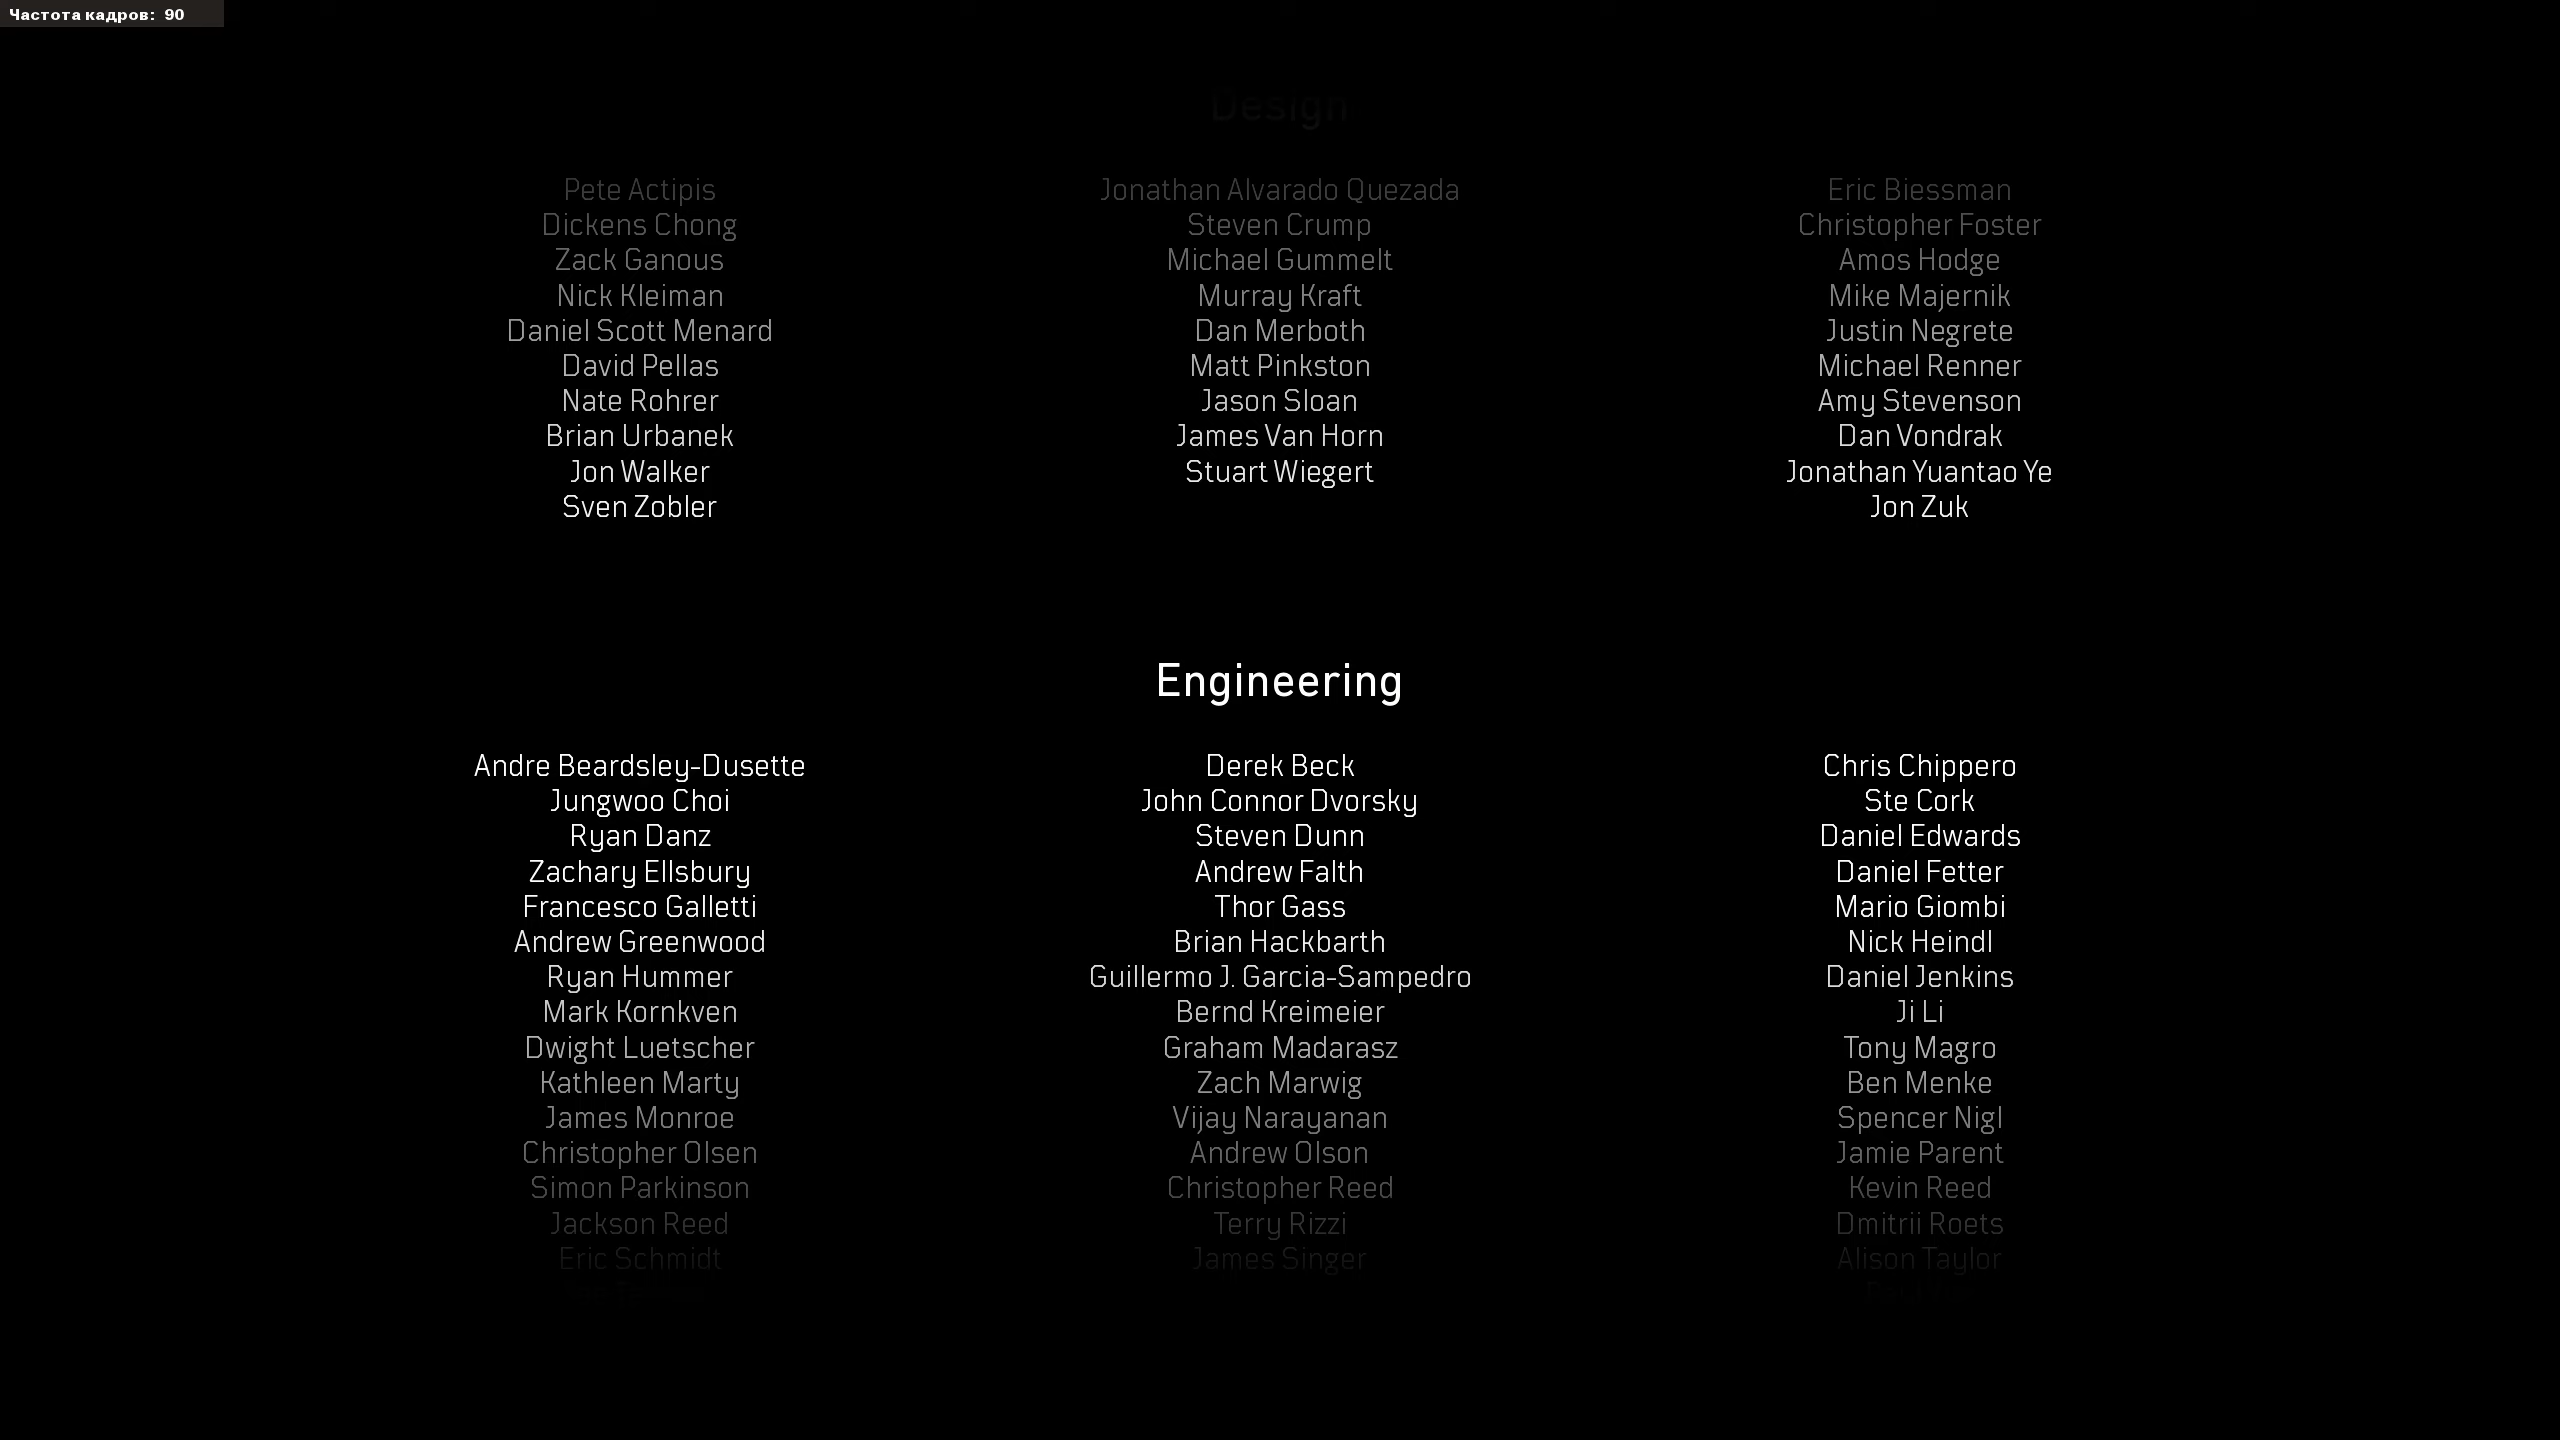 Частота кадров: 90
Design
Pete Actipis Jonathan Alvarado Quezada Eric Biessman
Dickens Chong Steven Crump Christopher Foster
Zack Ganous Michael Gummelt Amos Hodge
Nick Kleiman Murray Kraft Mike Majernik
Daniel Scott Menard Dan Merboth Justin Negrete
David Pellas Matt Pinkston Michael Renner
Nate Rohrer Jason Sloan Amy Stevenson
Brian Urbanek James Van Horn Dan Vondrak
Jon Walker Stuart Wiegert Jonathan Yuantao Ye
Sven Zobler Jon Zuk
Engineering
Andre Beardsley-Dusette Derek Beck Chris Chippero
Jungwoo Choi John Connor Dvorsky Ste Cork
Ryan Danz Steven Dunn Daniel Edwards
Zachary Ellsbury Andrew Falth Daniel Fetter
Francesco Galletti Thor Gass Mario Giombi
Andrew Greenwood Brian Hackbarth Nick Heindl
Ryan Hummer Guillermo J. Garcia-Sampedro Daniel Jenkins
Mark Kornkven Bernd Kreimeier Ji Li
Dwight Luetscher Graham Madarasz Tony Magro
Kathleen Marty Zach Marwig Ben Menke
James Monroe Vijay Narayanan Spencer Nigl
Christopher Olsen Andrew Olson Jamie Parent
Simon Parkinson Christopher Reed Kevin Reed
Jackson Reed Terry Rizzi Dmitrii Roets
Eric Schmidt James Singer Alison Taylor